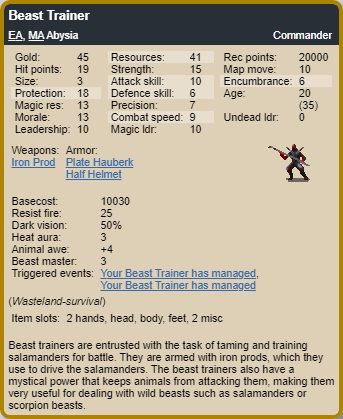 Beast Trainer
EA, MA Abysia Commander
Gold: 45 Resources: 41 Rec points: 20000
Hit points: 19 Strength: 15 Map move: 10
Size: 3 Attack skill: 10 Encumbrance: 6
Protection: 18 Defence skill: 6 Age: 20
Magic res: 13 Precision: 7 (35)
Morale: 13 Combat speed: 9 Undead ldr: 0
Leadership: 10 Magic ldr: 10
Weapons: Armor:
Iron Prod Plate Hauberk
Half Helmet
Basecost: 10030
Resist fire: 25
Dark vision: 50%
Heat aura: 3
Animal awe: +4
Beast master: 3
Triggered events: Your Beast Trainer has managed,
Your Beast Trainer has managed
(Wasteland-survival)
Item slots: 2 hands, head, body, feet, 2 misc
Beast trainers are entrusted with the task of taming and training
salamanders for battle. They are armed with iron prods, which they
use to drive the salamanders. The beast trainers also have a
mystical power that keeps animals from attacking them, making them
very useful for dealing with wild beasts such as salamanders or
scorpion beasts.